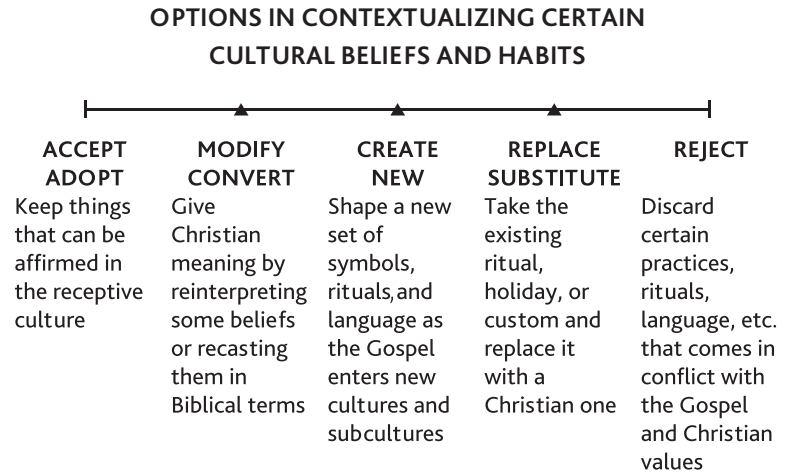 OPTIONS IN CONTEXTUALIZING CERTAIN
CULTURAL BELIEFS AND HABITS
ACCEPT
ADOPT
Keep things
that can be
affirmed in
the receptive
culture
MODIFY
CONVERT
Give
Christian
meaning by
reinterpreting
some beliefs
or recasting
them in
Biblical terms
CREATE
NEW
Shape a new
set of
symbols,
rituals,and
language as
the Gospel
enters new
cultures and
subcultures
REPLACE
SUBSTITUTE
Take the
existing
ritual,
holiday, or
custom and
replace it
with a
Christian one
REJECT
Discard
certain
practices,
rituals,
language, etc.
that comes in
conflict with
the Gospel
and Christian
values